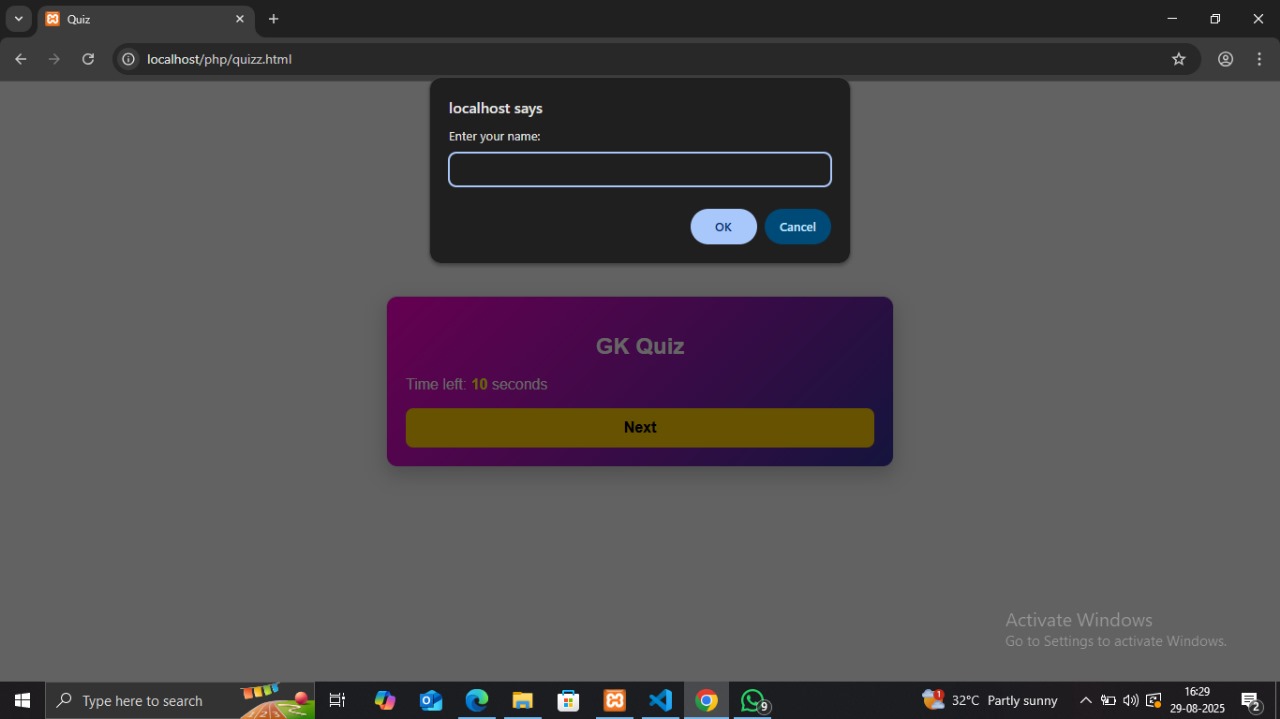 Quiz
localhost/php/quizz.html
localhost says
Enter your name:
OK
Cancel
GK Quiz
Time left: 10 seconds
Next
Activate Windows
Go to Settings to activate Windows.
Type here to search
9
1
32°C Partly sunny
16:29
29-08-2025
2